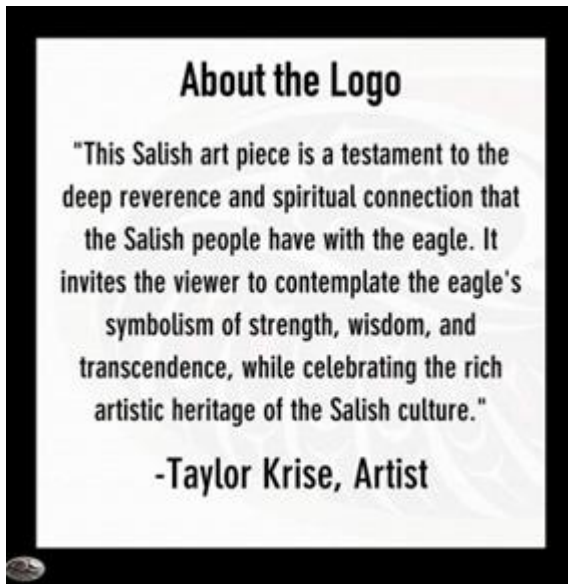 About the Logo
"This Salish art piece is a testament to the
deep reverence and spiritual connection that
the Salish people have with the eagle. It
invites the viewer to contemplate the eagle's
symbolism of strength, wisdom, and
transcendence, while celebrating the rich
artistic heritage of the Salish culture."
-Taylor Krise, Artist